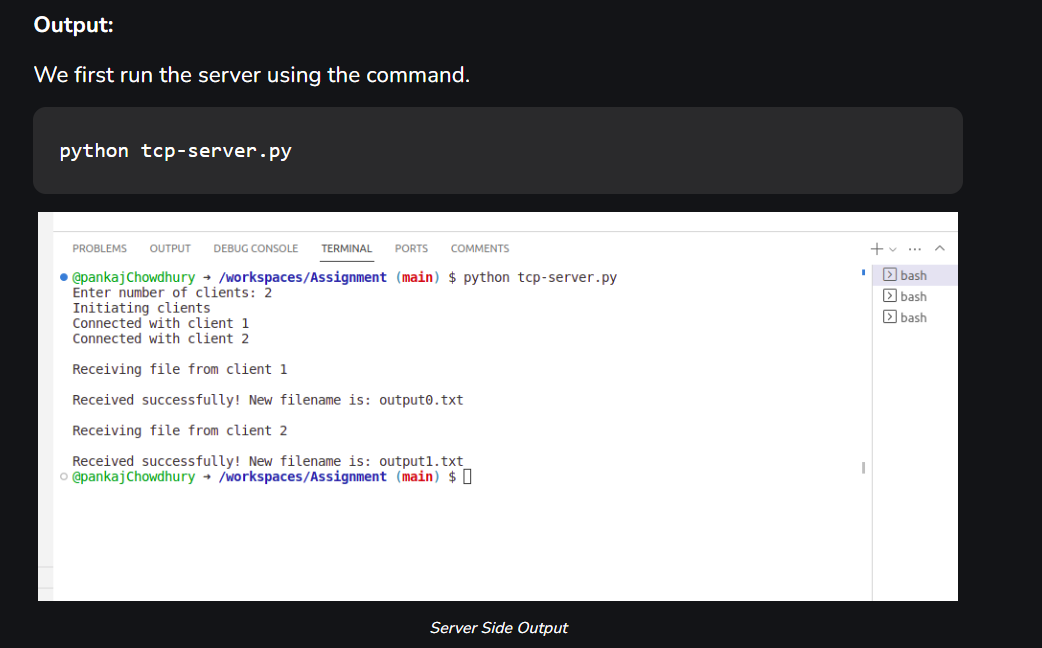 Output:
We first run the server using the command.
python tcp-server.py
PROBLEMS OUTPUT DEBUG CONSOLE TERMINAL PORTS COMMENTS
@pankajChowdhury → /workspaces/Assignment (main) $ python tcp-server.py
Enter number of clients: 2
Initiating clients
Connected with client 1
Connected with client 2
Receiving file from client 1
Received successfully! New filename is: output0.txt
Receiving file from client 2
Received successfully! New filename is: output1.txt
@pankajChowdhury → /workspaces/Assignment (main) $
bash
bash
bash
Server Side Output